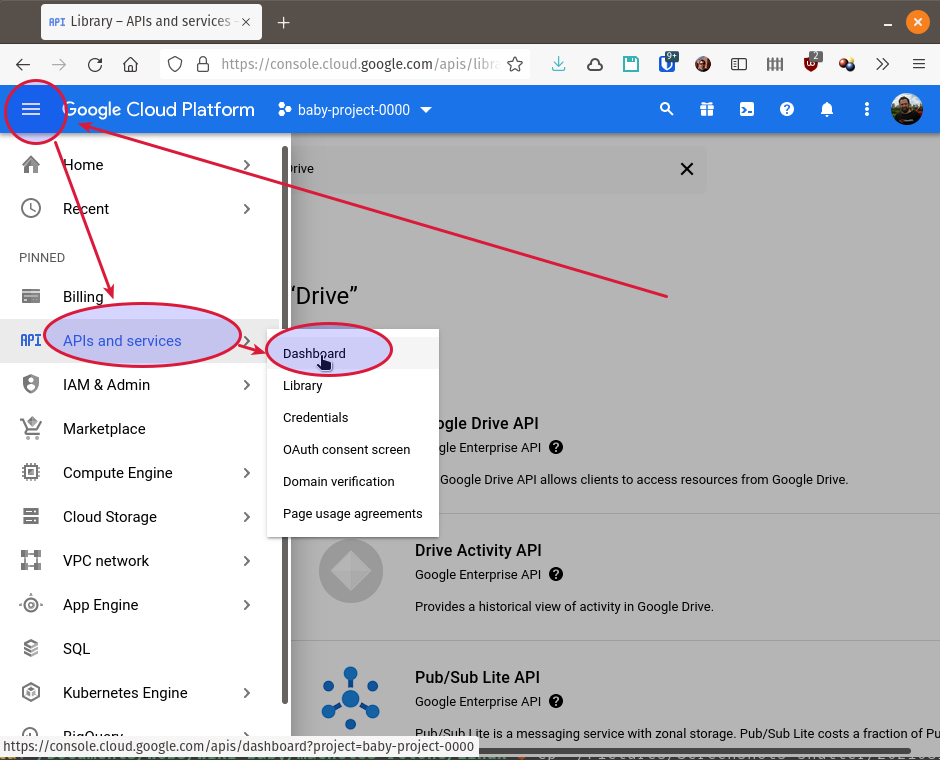 API Library – APIs and services
https://console.cloud.google.com/apis/libra
9+
2
Google Cloud Platform
baby-project-0000
Home
Drive
Recent
PINNED
"Drive"
Billing
API APIs and services
Dashboard
IAM & Admin
Library
Marketplace
Credentials
Google Drive API
Google Enterprise API
OAuth consent screen
Compute Engine
Domain verification
Google Drive API allows clients to access resources from Google Drive.
Cloud Storage
Page usage agreements
VPC network
Drive Activity API
Google Enterprise API
App Engine
Provides a historical view of activity in Google Drive.
SQL
Kubernetes Engine
Pub/Sub Lite API
Google Enterprise API
BigQuery
Pub/Sub Lite is a messaging service with zonal storage. Pub/Sub Lite costs a fraction of Pu
https://console.cloud.google.com/apis/dashboard?project=baby-project-0000